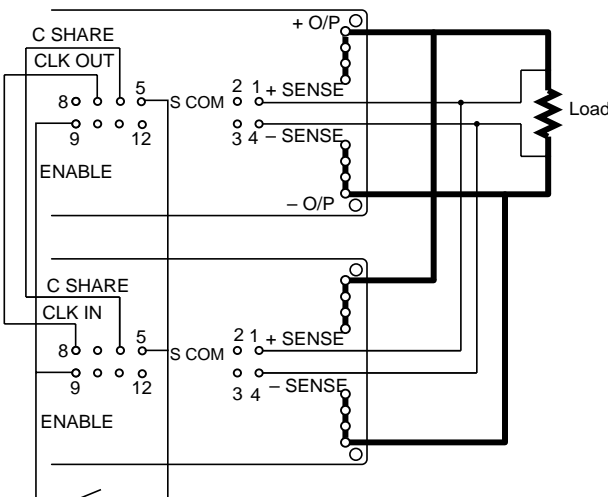 + O/P
C SHARE
CLK OUT
5
2 1
+ SENSE
8
S COM
Load
9
12
3 4
– SENSE
ENABLE
– O/P
C SHARE
CLK IN
5
2 1
+ SENSE
8
S COM
9
12
3 4
– SENSE
ENABLE